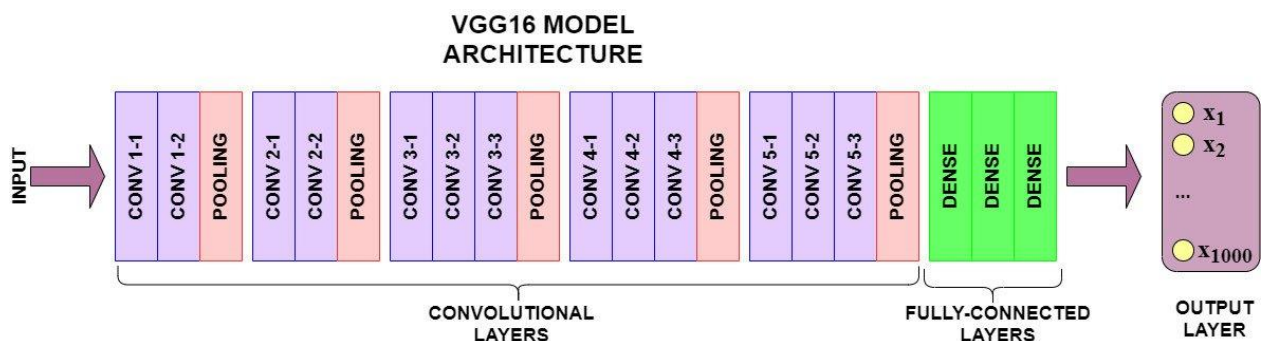 VGG16 MODEL
ARCHITECTURE
INPUT
CONV 1-1
CONV 1-2
POOLING
CONV 2-1
CONV 2-2
POOLING
CONV 3-1
CONV 3-2
CONV 3-3
POOLING
CONV 4-1
CONV 4-2
CONV 4-3
POOLING
CONV 5-1
CONV 5-2
CONV 5-3
POOLING
DENSE
DENSE
DENSE
x1
x2
...
x1000
CONVOLUTIONAL
LAYERS
FULLY-CONNECTED
LAYERS
OUTPUT
LAYER